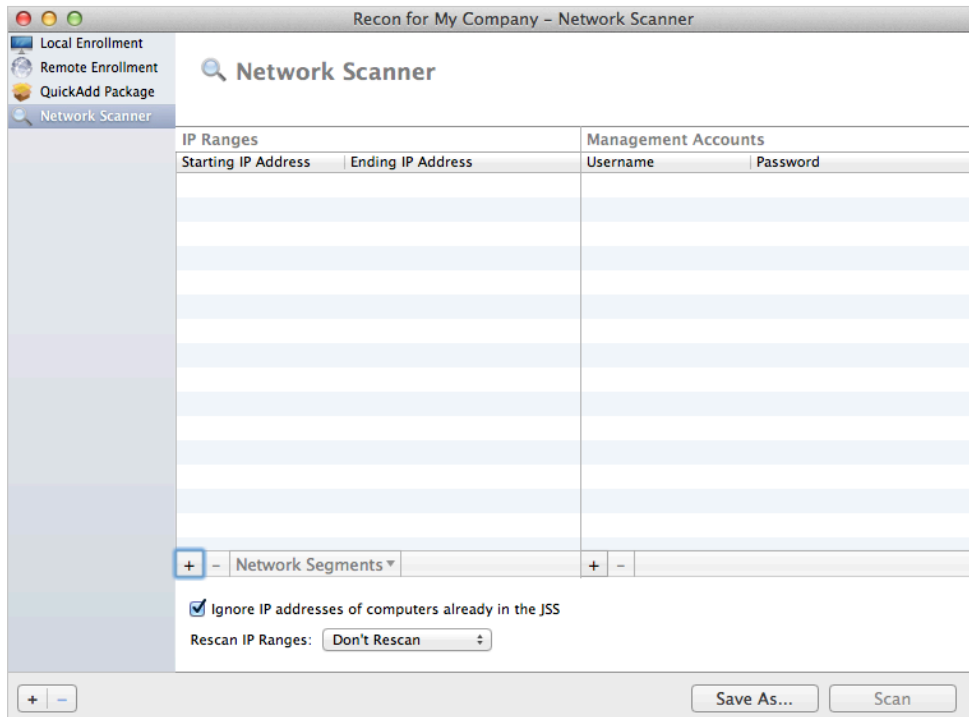 Recon for My Company – Network Scanner
Local Enrollment
Remote Enrollment
QuickAdd Package
Network Scanner
Network Scanner
IP Ranges
Management Accounts
Starting IP Address Ending IP Address
Username Password
+ − Network Segments
+ −
Ignore IP addresses of computers already in the JSS
Rescan IP Ranges: Don't Rescan
+ − Save As... Scan